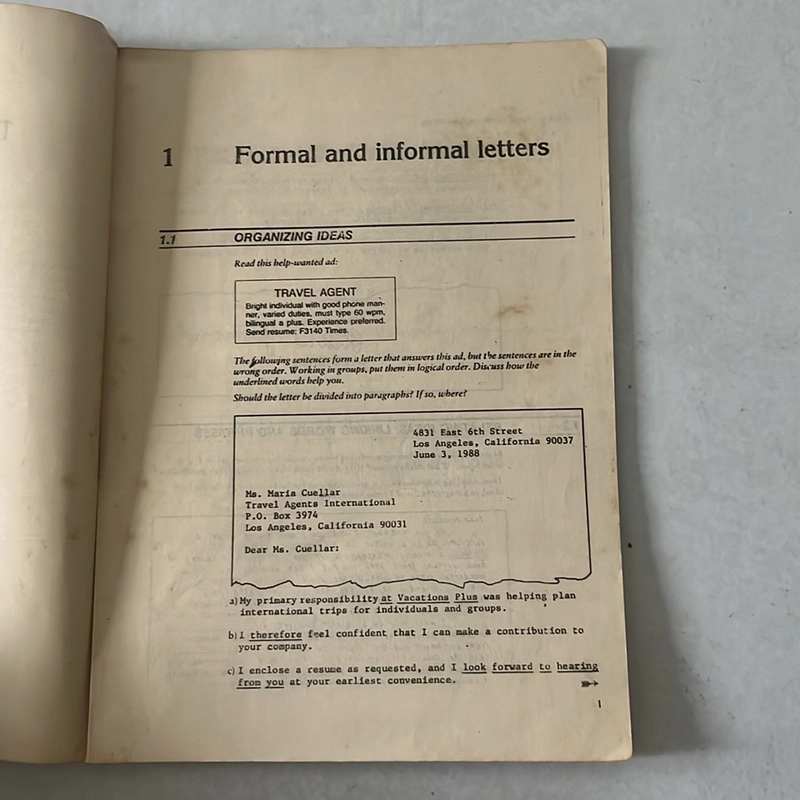 1 Formal and informal letters
1.1 ORGANIZING IDEAS
Read this help-wanted ad:
TRAVEL AGENT
Bright individual with good phone man-
ner, varied duties, must type 60 wpm,
bilingual a plus. Experience preferred.
Send resume: F3140 Times.
The following sentences form a letter that answers this ad, but the sentences are in the
wrong order. Working in groups, put them in logical order. Discuss how the
underlined words help you.
Should the letter be divided into paragraphs? If so, where?
4831 East 6th Street
Los Angeles, California 90037
June 3, 1988
Ms. Maria Cuellar
Travel Agents International
P.O. Box 3974
Los Angeles, California 90031
Dear Ms. Cuellar:
a) My primary responsibility at Vacations Plus was helping plan
international trips for individuals and groups.
b) I therefore feel confident that I can make a contribution to
your company.
c) I enclose a resume as requested, and I look forward to hearing
from you at your earliest convenience.
1